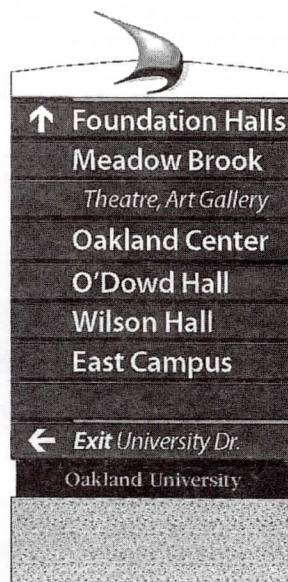 ↑ Foundation Halls
Meadow Brook
Theatre, Art Gallery
Oakland Center
O'Dowd Hall
Wilson Hall
East Campus
← Exit University Dr.
Oakland University